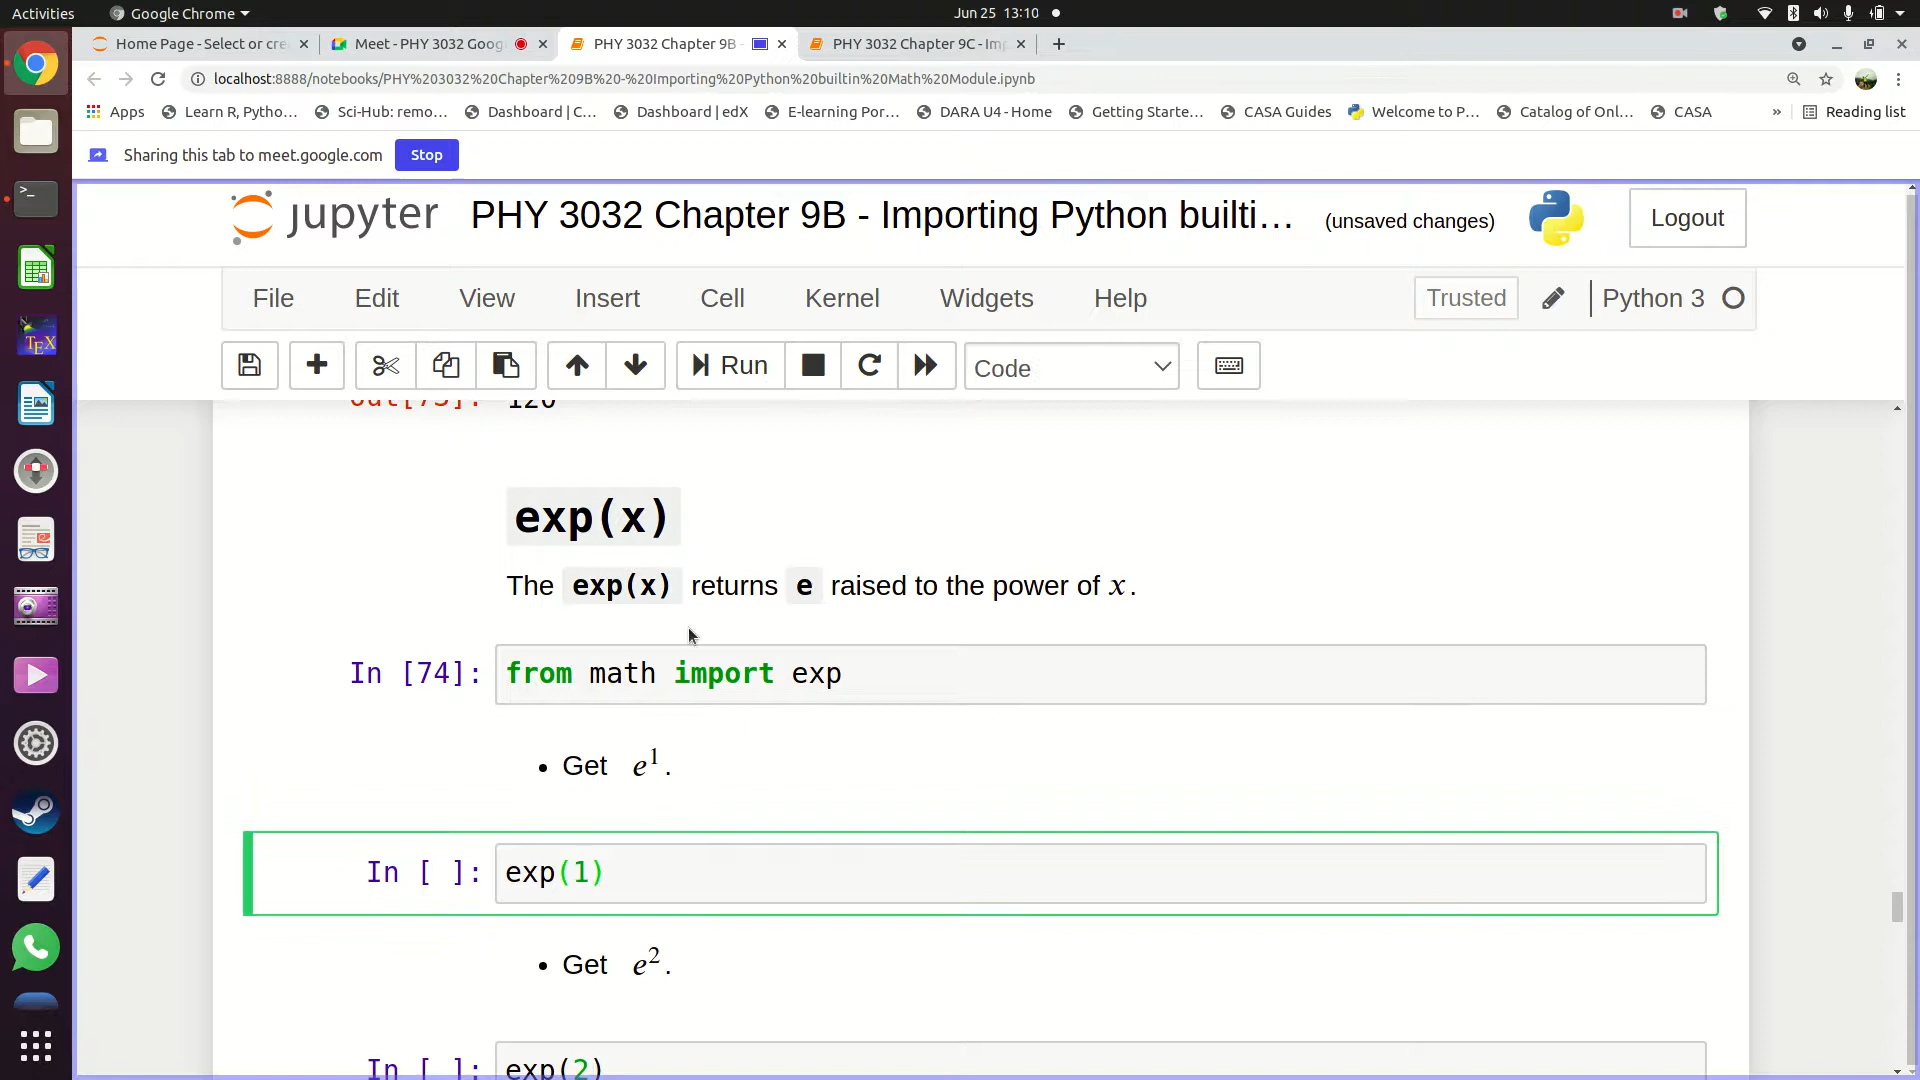 Activities Google Chrome Jun 25 13:10
Home Page - Select or cre Meet - PHY 3032 Goog PHY 3032 Chapter 9B - PHY 3032 Chapter 9C - Im
localhost:8888/notebooks/PHY%203032%20Chapter%209B%20-%20Importing%20Python%20builtin%20Math%20Module.ipynb
Apps Learn R, Pytho... Sci-Hub: remo... Dashboard | C... Dashboard | edX E-learning Por... DARA U4 - Home Getting Starte... CASA Guides Welcome to P... Catalog of Onl... CASA » Reading list
Sharing this tab to meet.google.com Stop
jupyter PHY 3032 Chapter 9B - Importing Python builti... (unsaved changes) Logout
File Edit View Insert Cell Kernel Widgets Help Trusted Python 3
Run Code
Out[73]: 120
exp(x)
The exp(x) returns e raised to the power of x.
In [74]: from math import exp
• Get e¹.
In [ ]: exp(1)
• Get e².
In [ ]: exp(2)